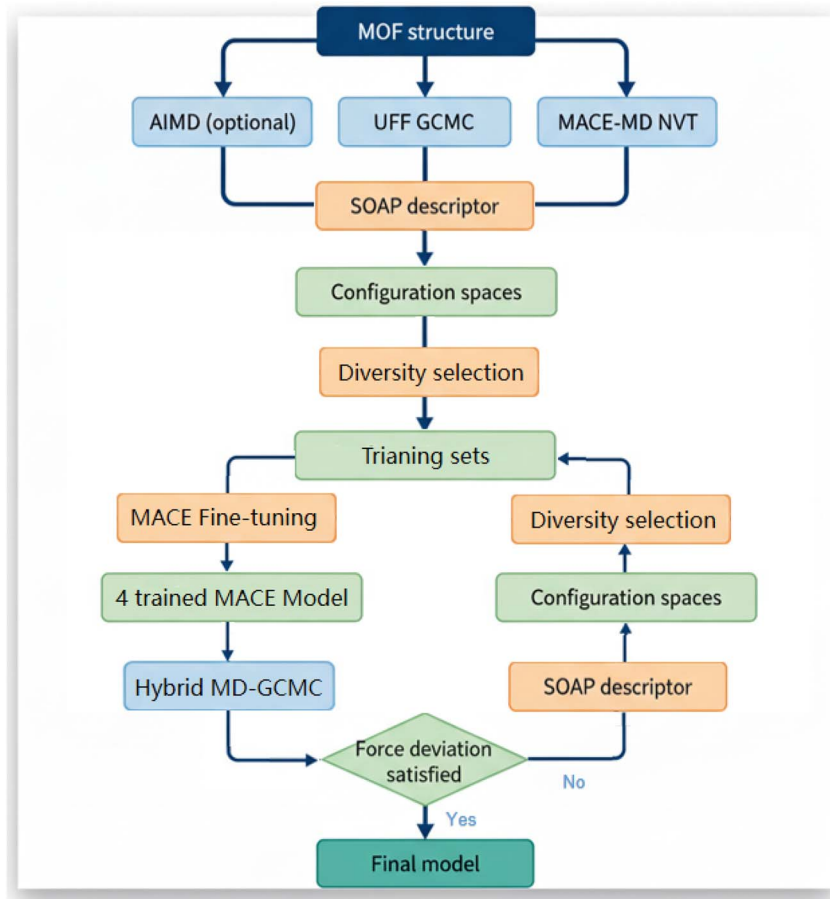 MOF structure
AIMD (optional)
UFF GCMC
MACE-MD NVT
SOAP descriptor
Configuration spaces
Diversity selection
Trianing sets
MACE Fine-tuning
4 trained MACE Model
Hybrid MD-GCMC
Diversity selection
Configuration spaces
SOAP descriptor
Force deviation
satisfied
No
Yes
Final model